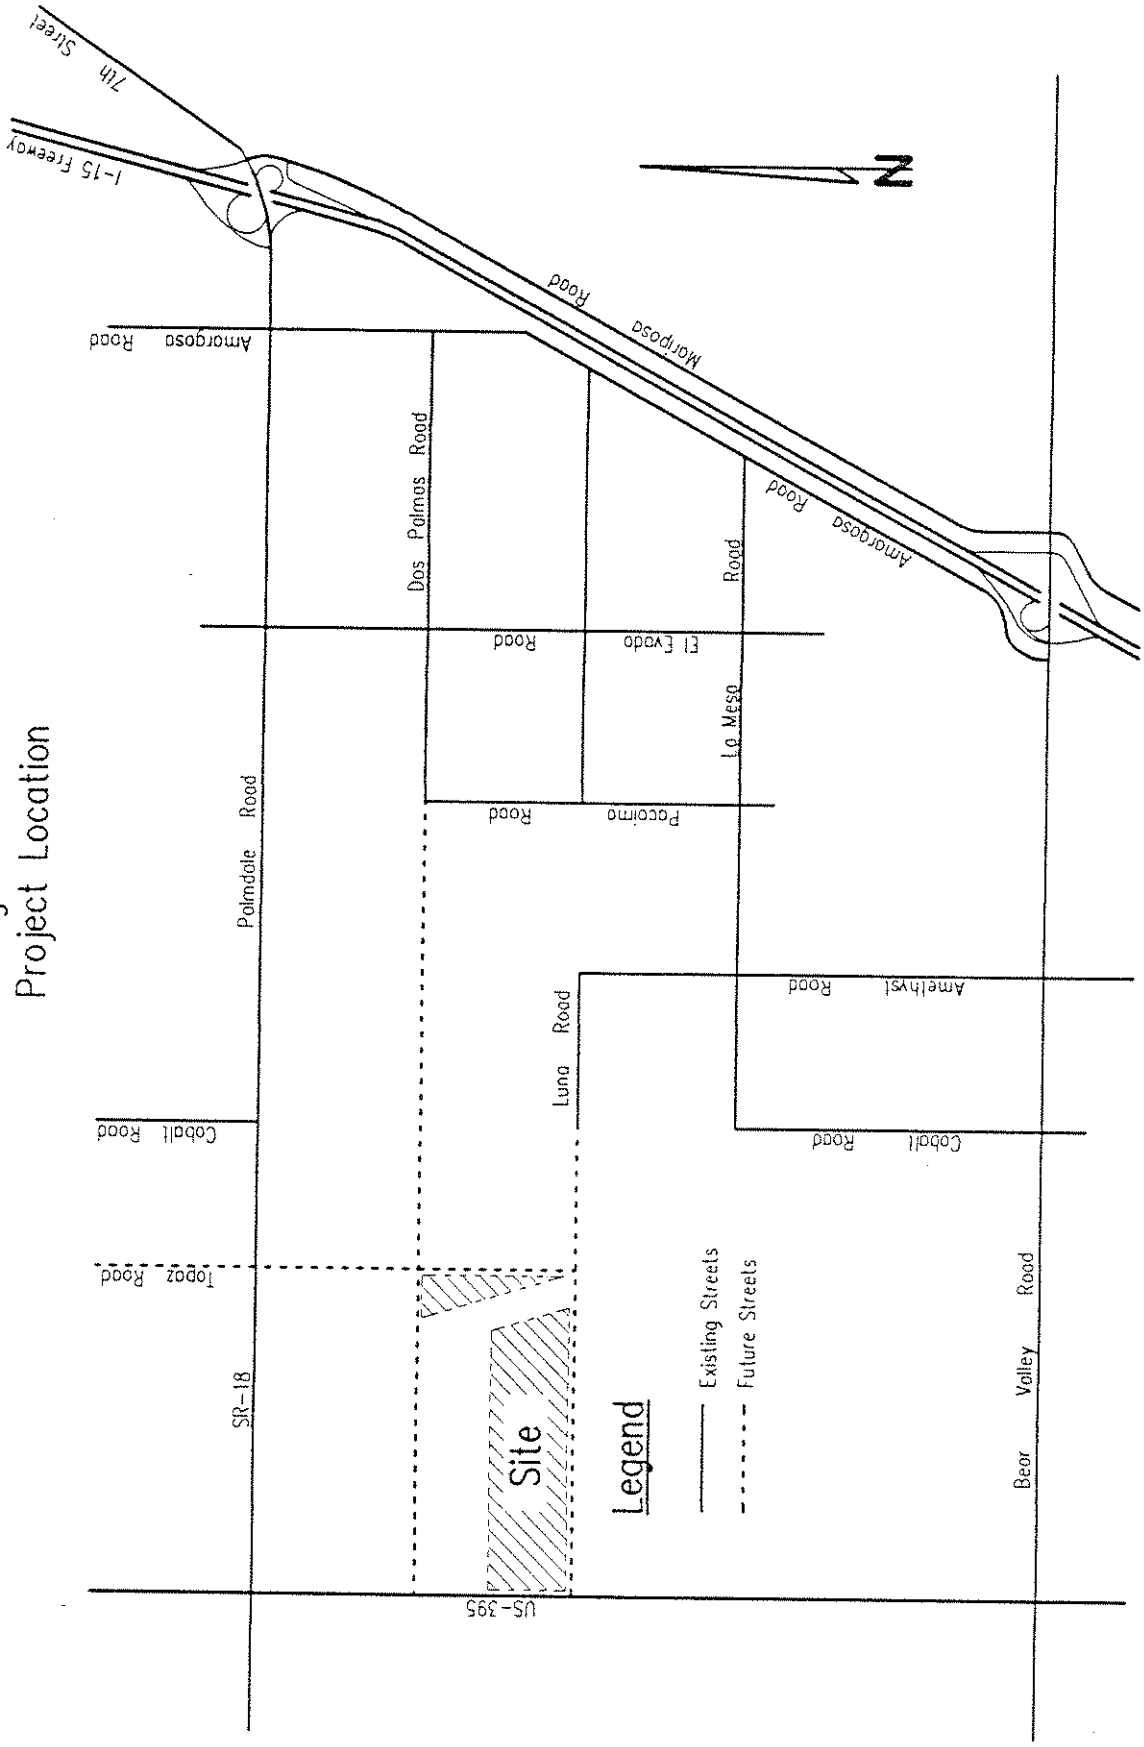 Project Location
7th Street
I-15 Freeway
Amargosa Road
Palmdale Road
SR-18
Cobalt Road
Topaz Road
Dos Palmas Road
El Evado Road
Pacoima Road
Mariposa Road
Amargosa Road
La Mesa Road
Luna Road
Amethyst Road
Cobalt Road
Bear Valley Road
US-395
Site
Legend
Existing Streets
Future Streets
N